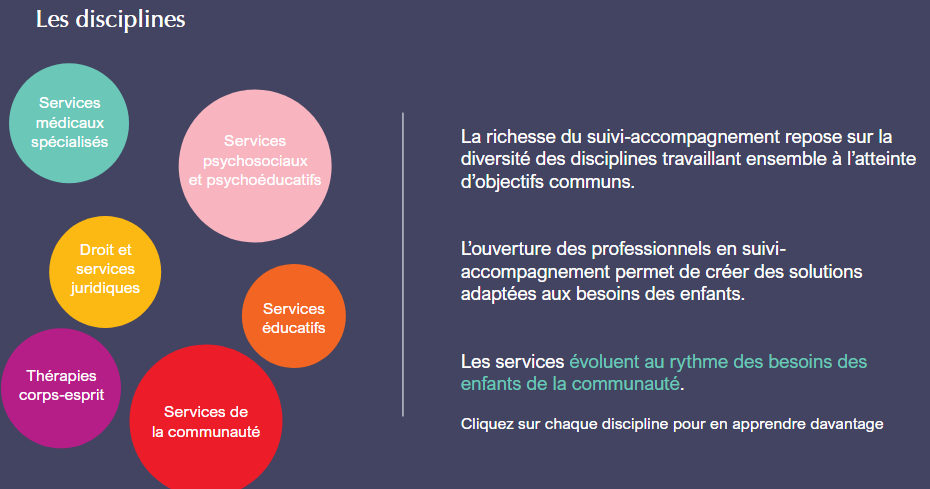 Les disciplines
Services
médicaux
spécialisés
Services
psychosociaux
et psychoéducatifs
Droit et
services
juridiques
Services
éducatifs
Thérapies
corps-esprit
Services de
la communauté
La richesse du suivi-accompagnement repose sur la
diversité des disciplines travaillant ensemble à l’atteinte
d’objectifs communs.
L’ouverture des professionnels en suivi-
accompagnement permet de créer des solutions
adaptées aux besoins des enfants.
Les services évoluent au rythme des besoins des
enfants de la communauté.
Cliquez sur chaque discipline pour en apprendre davantage